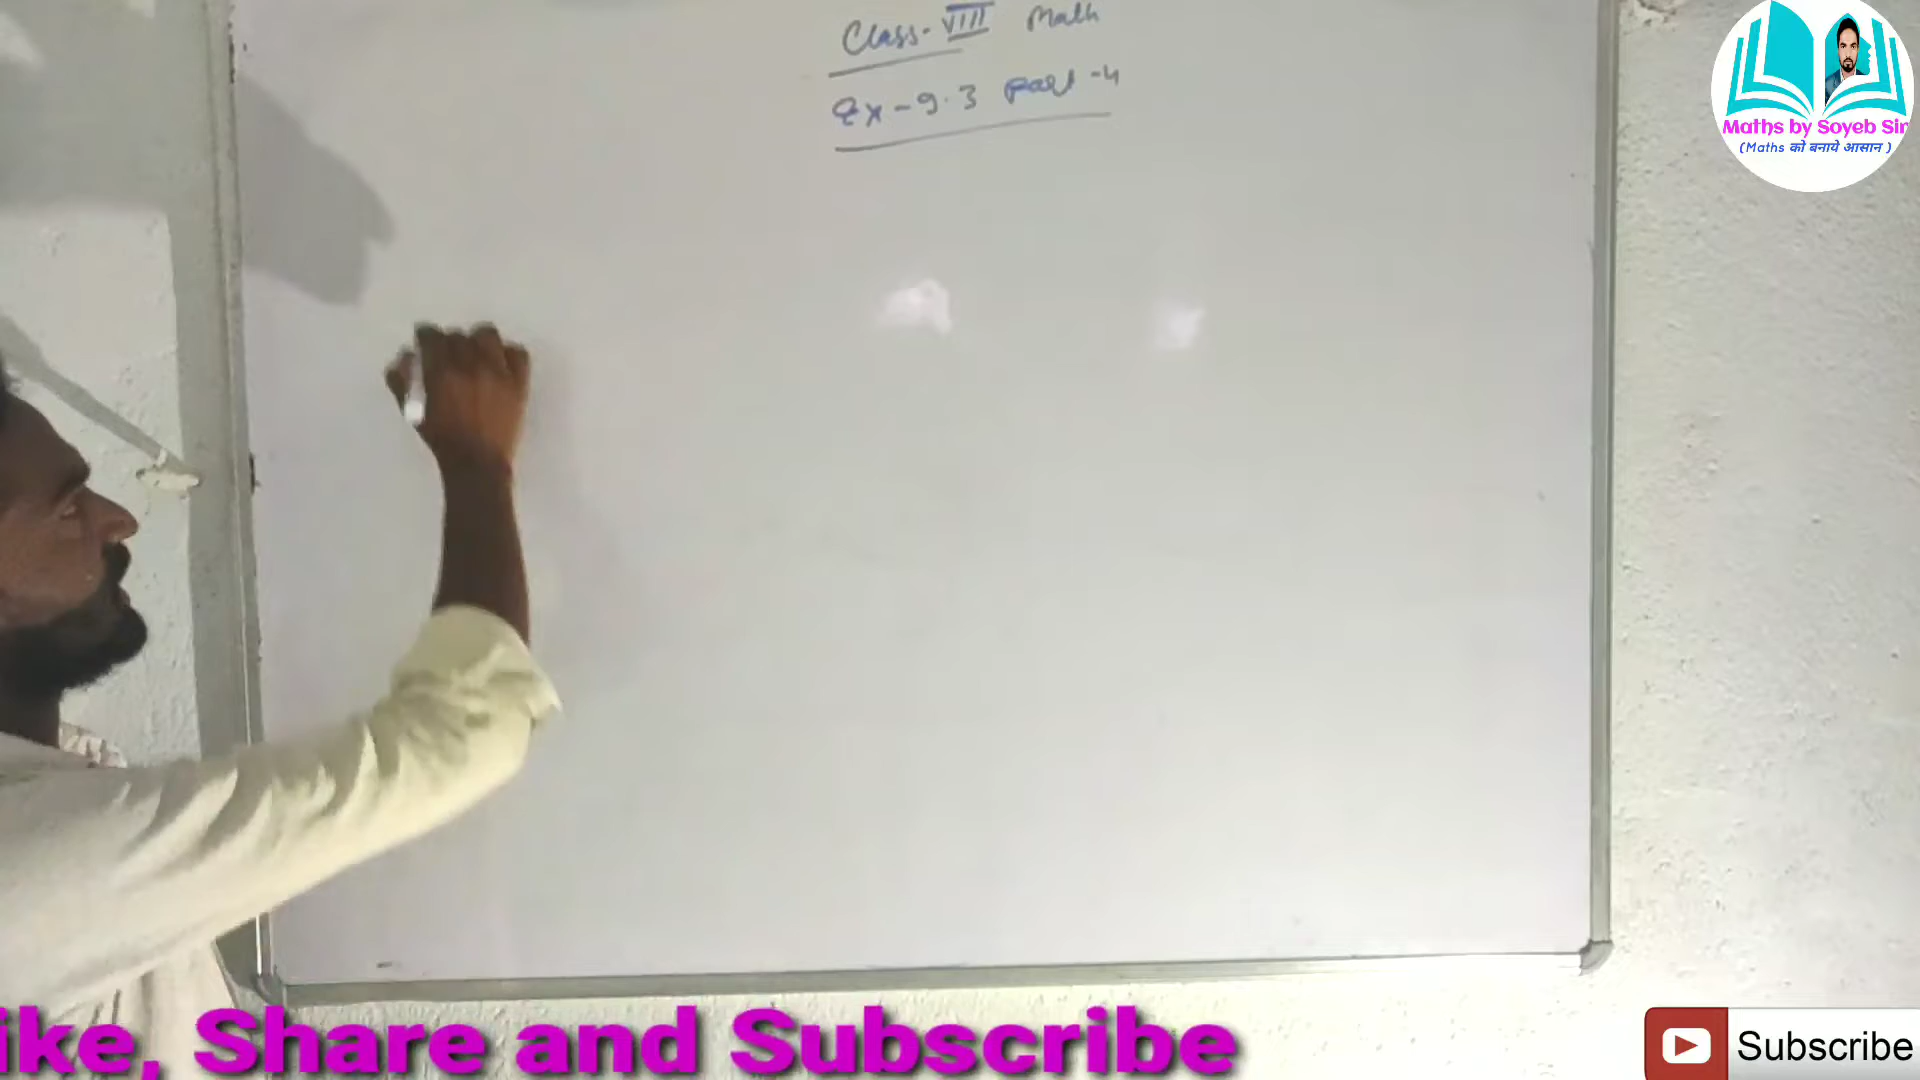 Class-VIII Math
Ex-9.3 part-4
Maths by Soyeb Sir
(Maths को बनाये आसान )
ike, Share and Subscribe
Subscribe